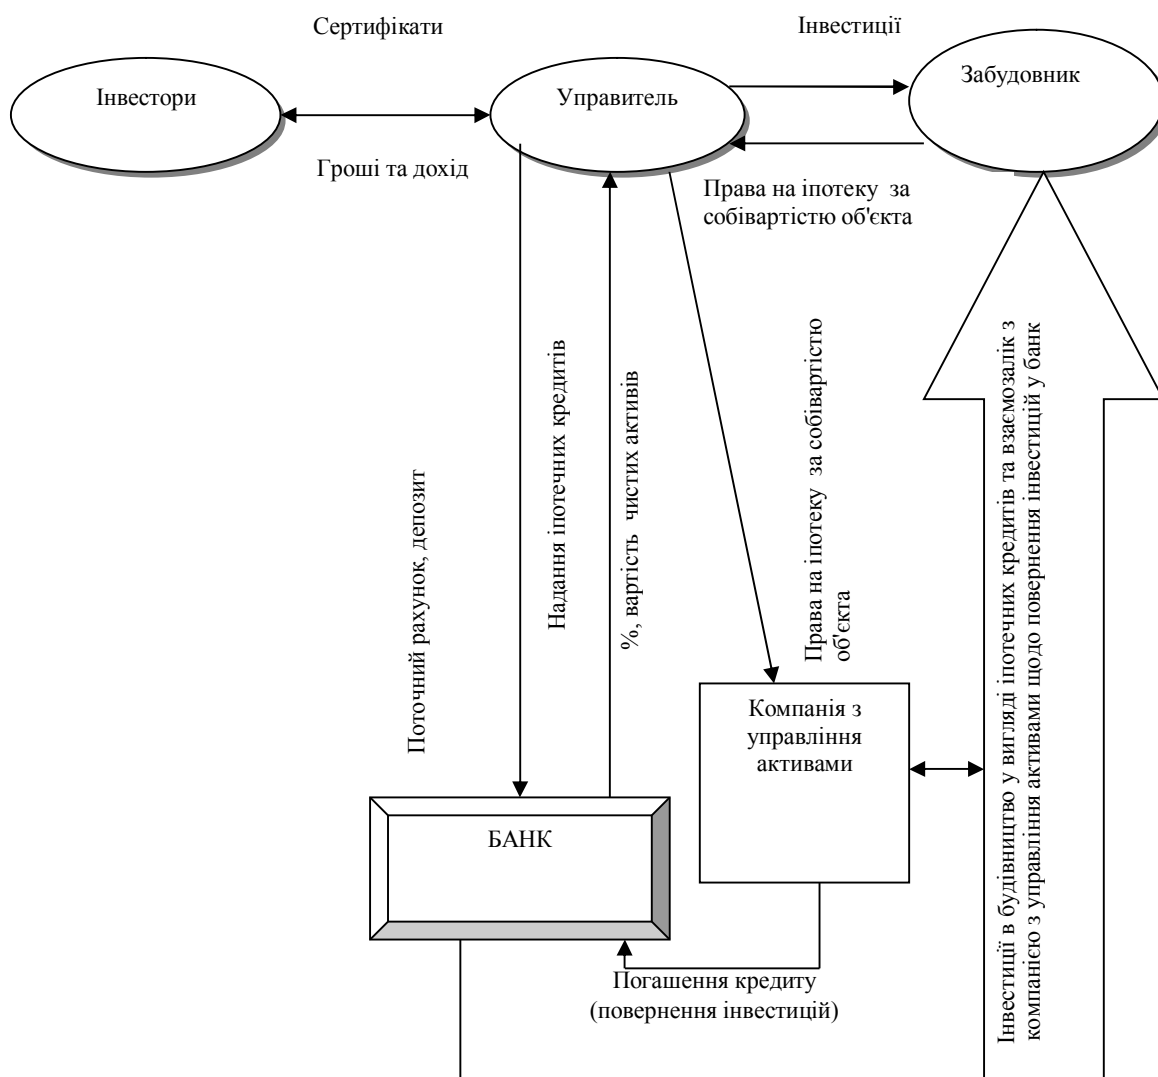 Сертифікати
Інвестиції
Інвестори
Управитель
Забудовник
Гроші та дохід
Права на іпотеку за
собівартістю об'єкта
Поточний рахунок, депозит
Надання іпотечних кредитів
%, вартість чистих активів
Права на іпотеку за собівартістю
об'єкта
Інвестиції в будівництво у вигляді іпотечних кредитів та взаємозалік з
компанією з управління активами щодо повернення інвестицій у банк
Компанія з
управління
активами
БАНК
Погашення кредиту
(повернення інвестицій)